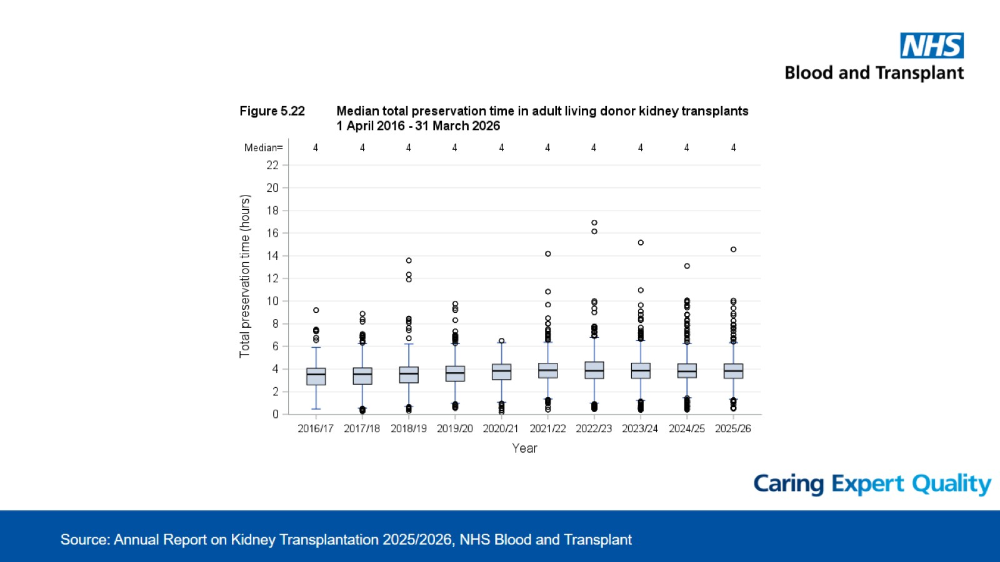 NHS
Blood and Transplant
Figure 5.22 Median total preservation time in adult living donor kidney transplants
1 April 2016 - 31 March 2026
Median= 4 4 4 4 4 4 4 4 4 4
22
20
18
16
14
12
10
8
6
4
2
0
Total preservation time (hours)
2016/17 2017/18 2018/19 2019/20 2020/21 2021/22 2022/23 2023/24 2024/25 2025/26
Year
Caring Expert Quality
Source: Annual Report on Kidney Transplantation 2025/2026, NHS Blood and Transplant